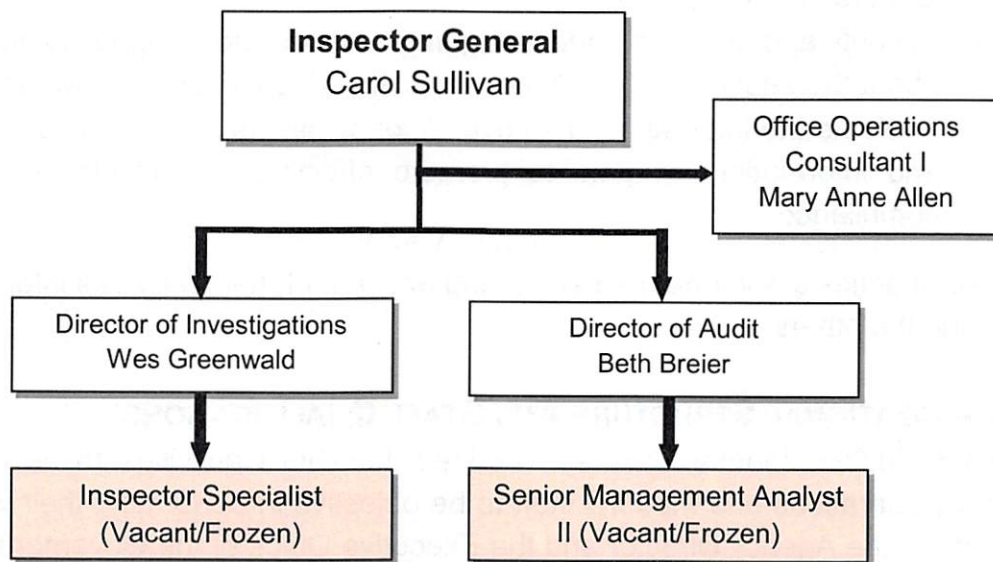 Inspector General
Carol Sullivan
Office Operations
Consultant I
Mary Anne Allen
Director of Investigations
Wes Greenwald
Director of Audit
Beth Breier
Inspector Specialist
(Vacant/Frozen)
Senior Management Analyst
II (Vacant/Frozen)